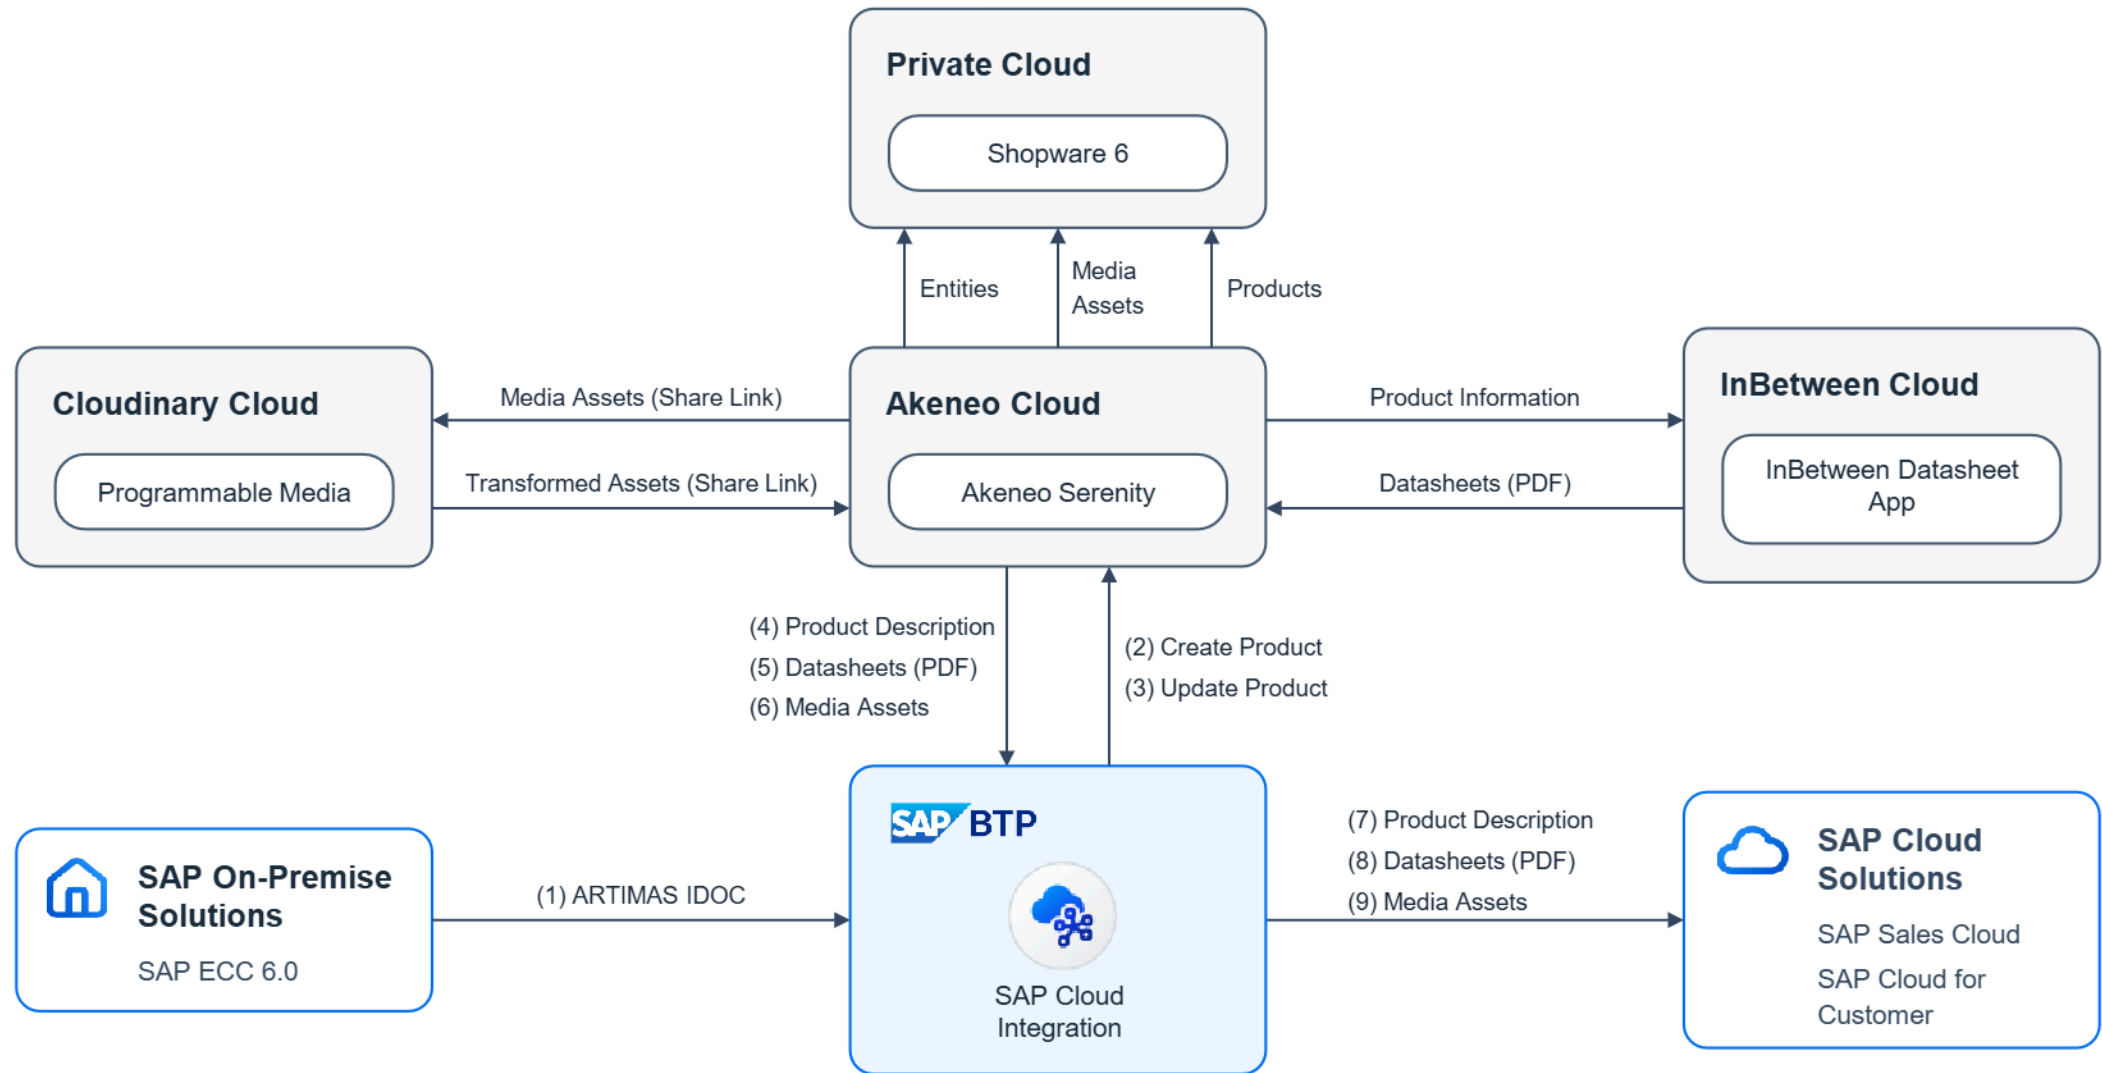 Private Cloud
Shopware 6
Entities
Media
Assets
Products
Cloudinary Cloud
Programmable Media
Media Assets (Share Link)
Transformed Assets (Share Link)
Akeneo Cloud
Akeneo Serenity
Product Information
Datasheets (PDF)
InBetween Cloud
InBetween Datasheet
App
(4) Product Description
(5) Datasheets (PDF)
(6) Media Assets
(2) Create Product
(3) Update Product
SAP On-Premise
Solutions
SAP ECC 6.0
(1) ARTIMAS IDOC
SAP BTP
SAP Cloud
Integration
(7) Product Description
(8) Datasheets (PDF)
(9) Media Assets
SAP Cloud
Solutions
SAP Sales Cloud
SAP Cloud for
Customer